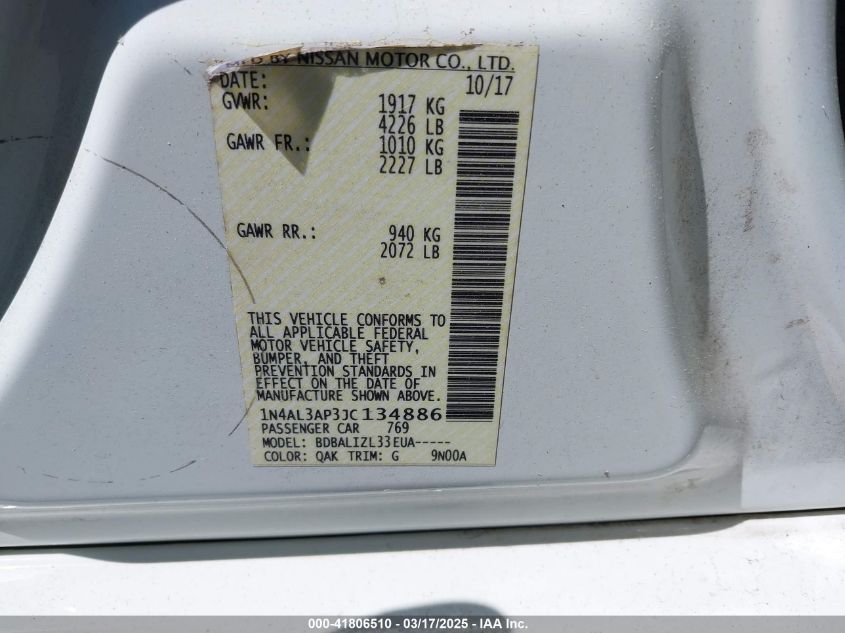 MFD BY NISSAN MOTOR CO., LTD.
DATE: 10/17
GVWR: 1917 KG
4226 LB
GAWR FR.: 1010 KG
2227 LB
GAWR RR.: 940 KG
2072 LB
THIS VEHICLE CONFORMS TO
ALL APPLICABLE FEDERAL
MOTOR VEHICLE SAFETY,
BUMPER, AND THEFT
PREVENTION STANDARDS IN
EFFECT ON THE DATE OF
MANUFACTURE SHOWN ABOVE.
1N4AL3AP3JC134886
PASSENGER CAR 769
MODEL: BDBALIZL33EUA-----
COLOR: QAK TRIM: G 9N00A
000-41806510 - 03/17/2025 - IAA Inc.